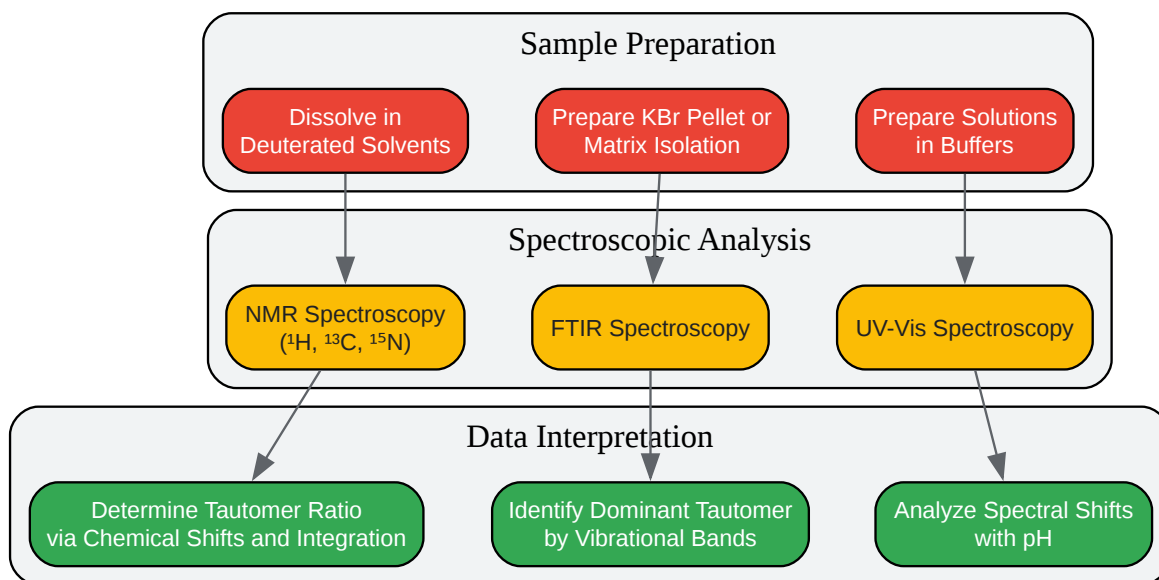 Sample Preparation
Dissolve in
Deuterated Solvents
Prepare KBr Pellet or
Matrix Isolation
Prepare Solutions
in Buffers
Spectroscopic Analysis
NMR Spectroscopy
(¹H, ¹³C, ¹⁵N)
FTIR Spectroscopy
UV-Vis Spectroscopy
Data Interpretation
Determine Tautomer Ratio
via Chemical Shifts and Integration
Identify Dominant Tautomer
by Vibrational Bands
Analyze Spectral Shifts
with pH